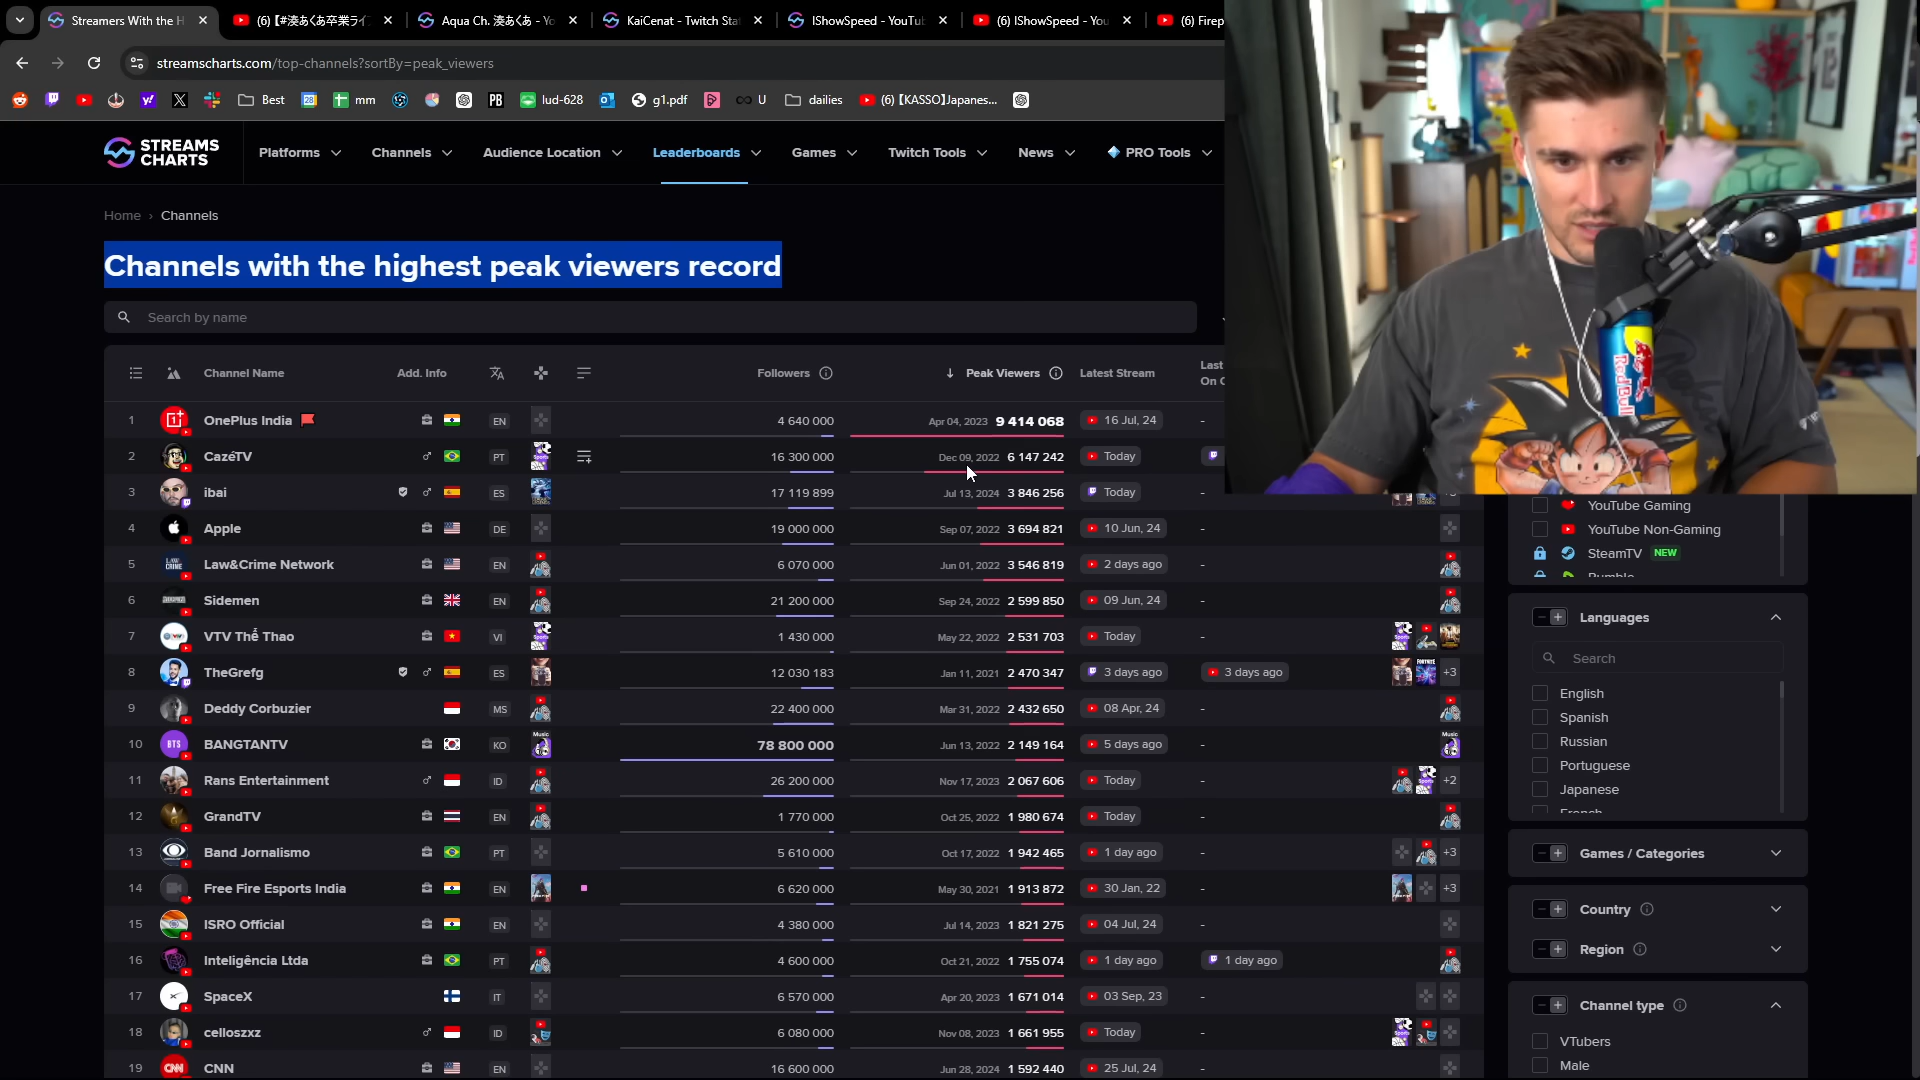 Streamers With the H
(6)【#湊あくあ卒業ライ
Aqua Ch. 湊あくあ - Yo
KaiCenat - Twitch Sta
IShowSpeed - YouTu
(6) IShowSpeed - You
(6) Firep
streamscharts.com/top-channels?sortBy=peak_viewers
Best
mm
PB
lud-628
g1.pdf
U
dailies
(6)【KASSO】Japanes...
STREAMS CHARTS
Platforms
Channels
Audience Location
Leaderboards
Games
Twitch Tools
News
PRO Tools
Home › Channels
Channels with the highest peak viewers record
Search by name
Channel Name Add. Info Followers Peak Viewers Latest Stream Last
On C
1 OnePlus India EN 4 640 000 Apr 04, 2023 9 414 068 16 Jul, 24 -
2 CazéTV PT 16 300 000 Dec 09, 2022 6 147 242 Today
3 ibai ES 17 119 899 Jul 13, 2024 3 846 256 Today -
4 Apple DE 19 000 000 Sep 07, 2022 3 694 821 10 Jun, 24 -
5 Law&Crime Network EN 6 070 000 Jun 01, 2022 3 546 819 2 days ago -
6 Sidemen EN 21 200 000 Sep 24, 2022 2 599 850 09 Jun, 24 -
7 VTV Thể Thao VI 1 430 000 May 22, 2022 2 531 703 Today -
8 TheGrefg ES 12 030 183 Jan 11, 2021 2 470 347 3 days ago 3 days ago +3
9 Deddy Corbuzier MS 22 400 000 Mar 31, 2022 2 432 650 08 Apr, 24 -
10 BTS BANGTANTV KO Music 78 800 000 Jun 13, 2022 2 149 164 5 days ago - Music
11 Rans Entertainment ID 26 200 000 Nov 17, 2023 2 067 606 Today - +2
12 GrandTV EN 1 770 000 Oct 25, 2022 1 980 674 Today -
13 Band Jornalismo PT 5 610 000 Oct 17, 2022 1 942 465 1 day ago - +3
14 Free Fire Esports India EN 6 620 000 May 30, 2021 1 913 872 30 Jan, 22 - +3
15 ISRO Official EN 4 380 000 Jul 14, 2023 1 821 275 04 Jul, 24 -
16 Inteligência Ltda PT 4 600 000 Oct 21, 2022 1 755 074 1 day ago 1 day ago
17 SpaceX IT 6 570 000 Apr 20, 2023 1 671 014 03 Sep, 23 -
18 celloszxz ID 6 080 000 Nov 08, 2023 1 661 955 Today -
19 CNN CNN EN 16 600 000 Jun 28, 2024 1 592 440 25 Jul, 24 -
YouTube Gaming
YouTube Non-Gaming
SteamTV NEW
Rumble
Languages
Search
English
Spanish
Russian
Portuguese
Japanese
French
Games / Categories
Country
Region
Channel type
VTubers
Male
RedBull